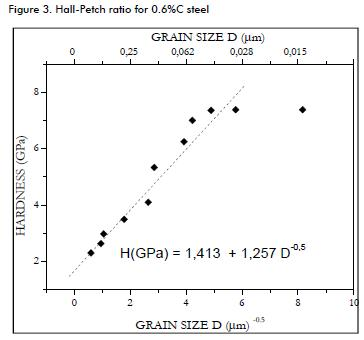 Figure 3. Hall-Petch ratio for 0.6%C steel
GRAIN SIZE D (µm)
0 0,25 0,062 0,028 0,015
HARDNESS (GPa)
8
6
4
2
H(GPa) = 1,413 + 1,257 D-0,5
0 2 4 6 8 10
GRAIN SIZE D (µm) -0.5